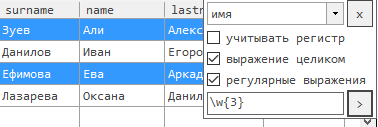 surname name lastn
Зуев Али Алекс
Данилов Иван Егоро
Ефимова Ева Аркад
Лазарева Оксана Данил
имя x
учитывать регистр
выражение целиком
регулярные выражения
\w{3} >